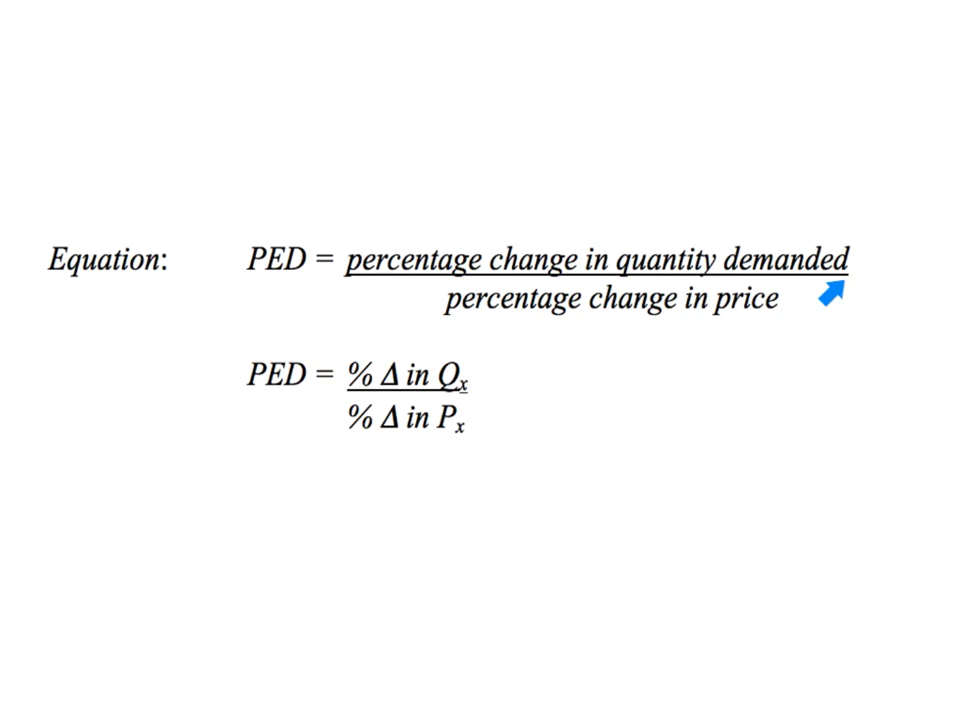 Equation: PED = percentage change in quantity demanded
percentage change in price
PED = % Δ in Qx
% Δ in Px